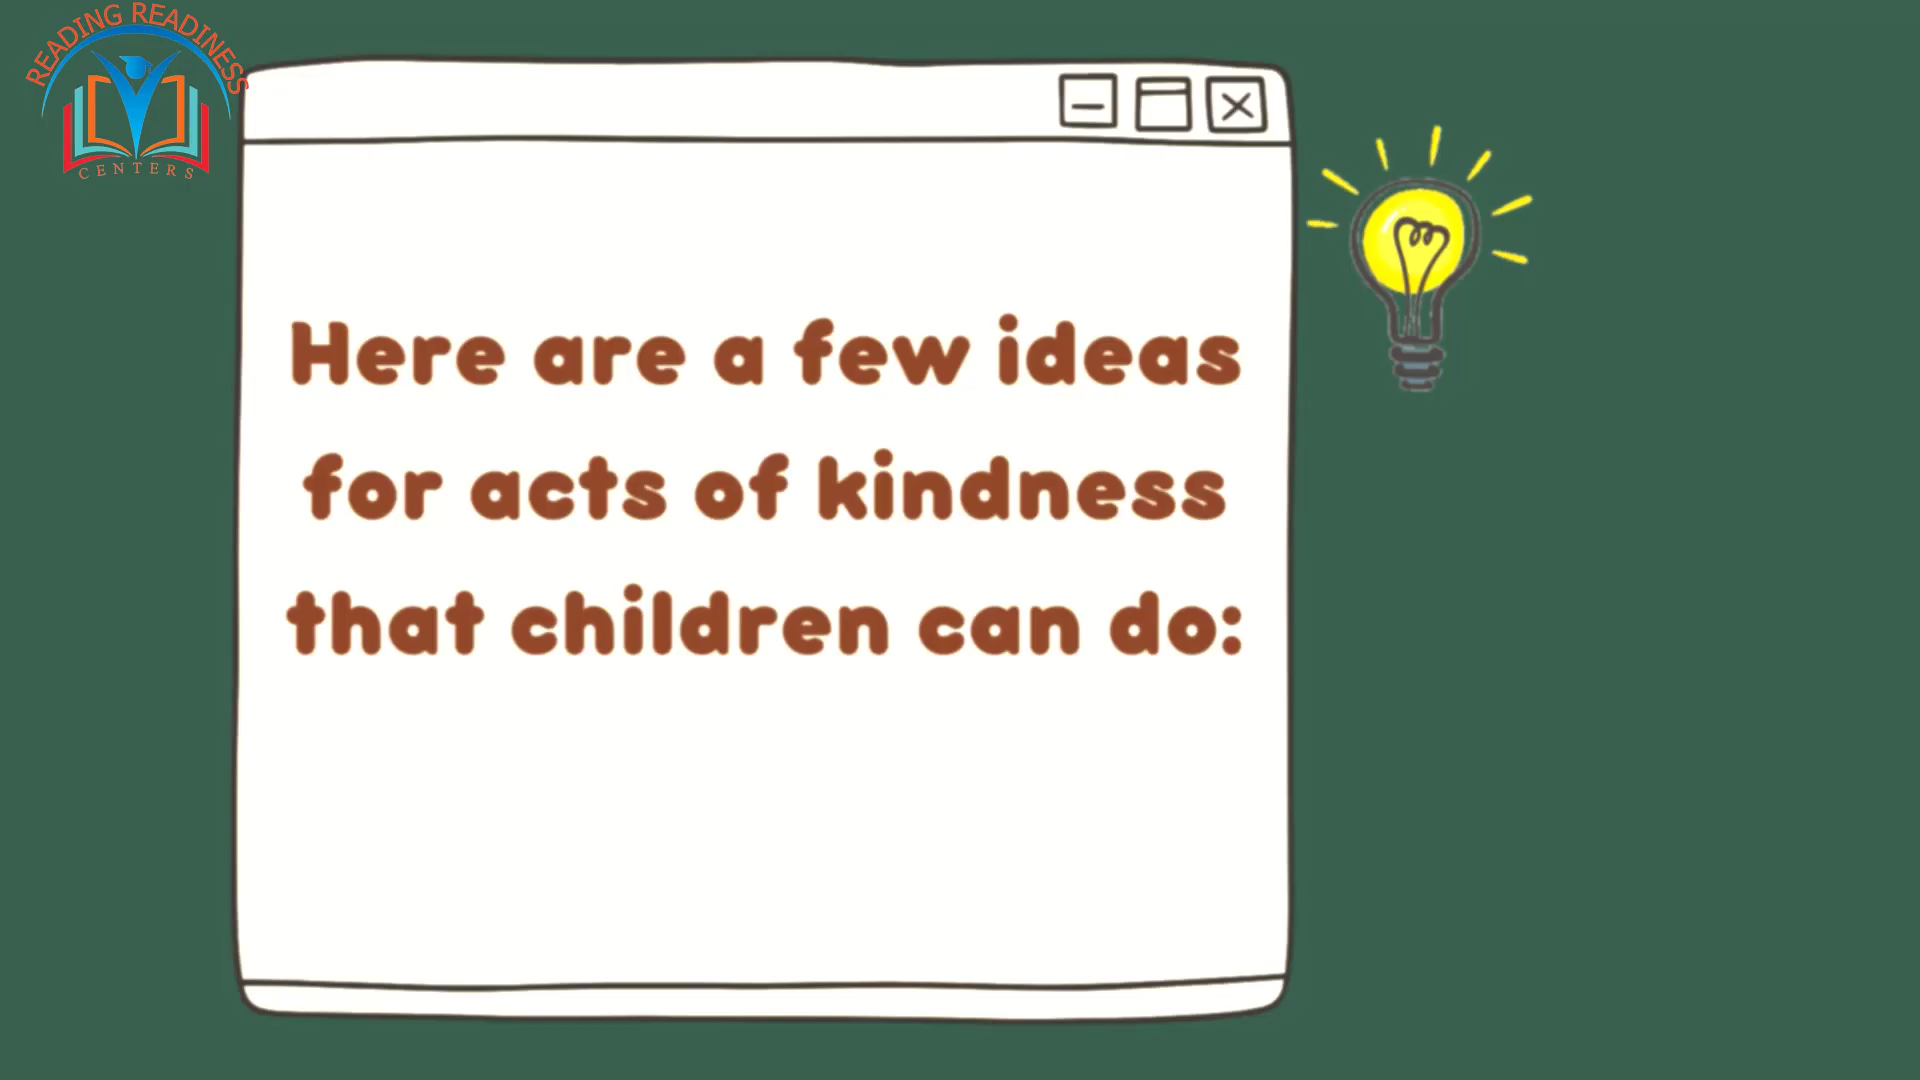 READING READINESS
CENTERS
Here are a few ideas
for acts of kindness
that children can do: